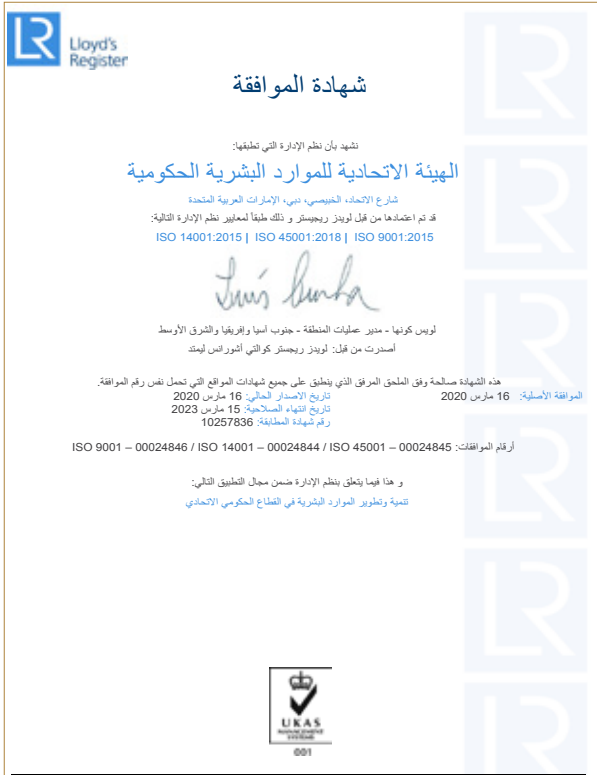 Lloyd's
Register
شهادة الموافقة
نشهد بأن نظم الإدارة التي تطبقها:
الهيئة الاتحادية للموارد البشرية الحكومية
شارع الاتحاد، الخبيصي، دبي، الإمارات العربية المتحدة
قد تم اعتمادها من قبل لويدز ريجيستر و ذلك طبقاً لمعايير نظم الإدارة التالية:
ISO 14001:2015 | ISO 45001:2018 | ISO 9001:2015
لويس كونها - مدير عمليات المنطقة - جنوب آسيا وإفريقيا والشرق الأوسط
أصدرت من قبل: لويدز ريجستر كوالتي أشورانس ليمتد
هذه الشهادة صالحة وفق الملحق المرفق الذي ينطبق على جميع شهادات المواقع التي تحمل نفس رقم الموافقة.
الموافقة الأصلية: 16 مارس 2020
تاريخ الاصدار الحالي: 16 مارس 2020
تاريخ انتهاء الصلاحية: 15 مارس 2023
رقم شهادة المطابقة: 10257836
أرقام الموافقات: ISO 9001 – 00024846 / ISO 14001 – 00024844 / ISO 45001 – 00024845
و هذا فيما يتعلق بنظم الإدارة ضمن مجال التطبيق التالي:
تنمية وتطوير الموارد البشرية في القطاع الحكومي الاتحادي
UKAS
MANAGEMENT
SYSTEMS
001